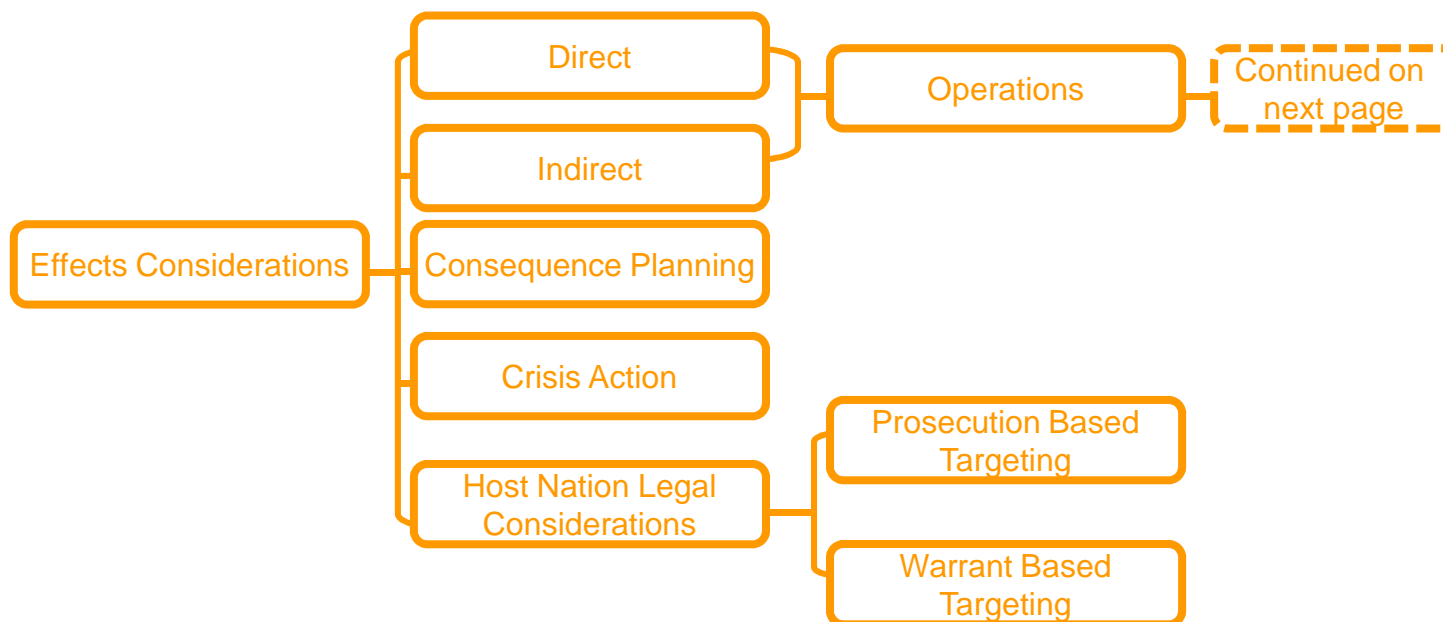 Direct
Operations
Continued on
next page
Indirect
Effects Considerations
Consequence Planning
Crisis Action
Host Nation Legal
Considerations
Prosecution Based
Targeting
Warrant Based
Targeting